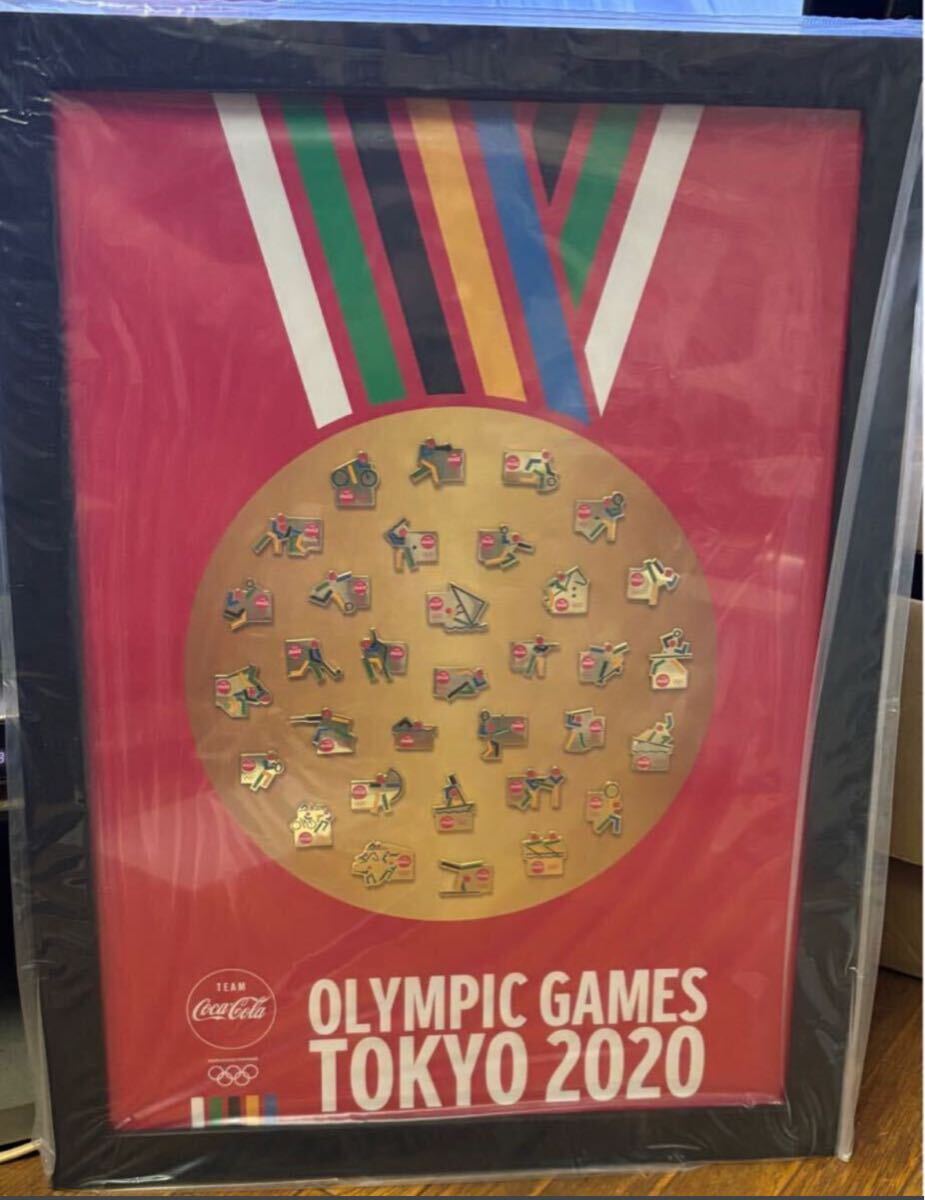 TEAM
Coca-Cola
OLYMPIC GAMES
TOKYO 2020